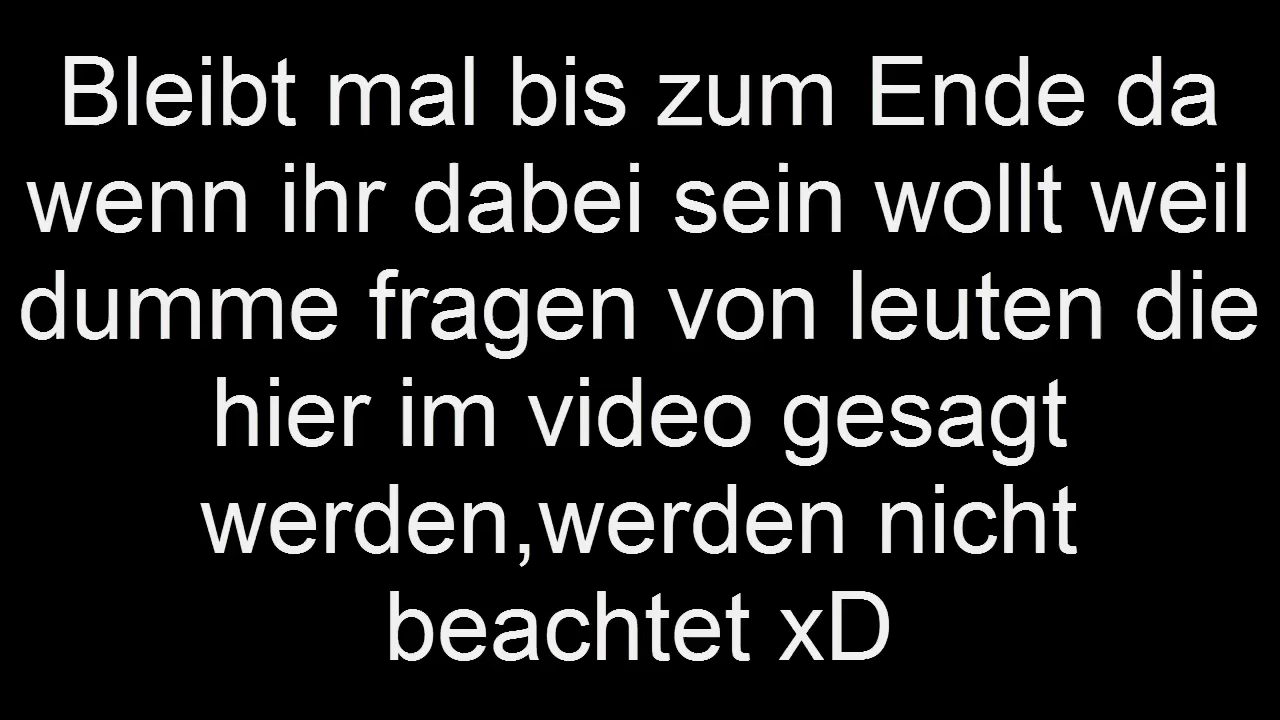 Bleibt mal bis zum Ende da
wenn ihr dabei sein wollt weil
dumme fragen von leuten die
hier im video gesagt
werden,werden nicht
beachtet xD